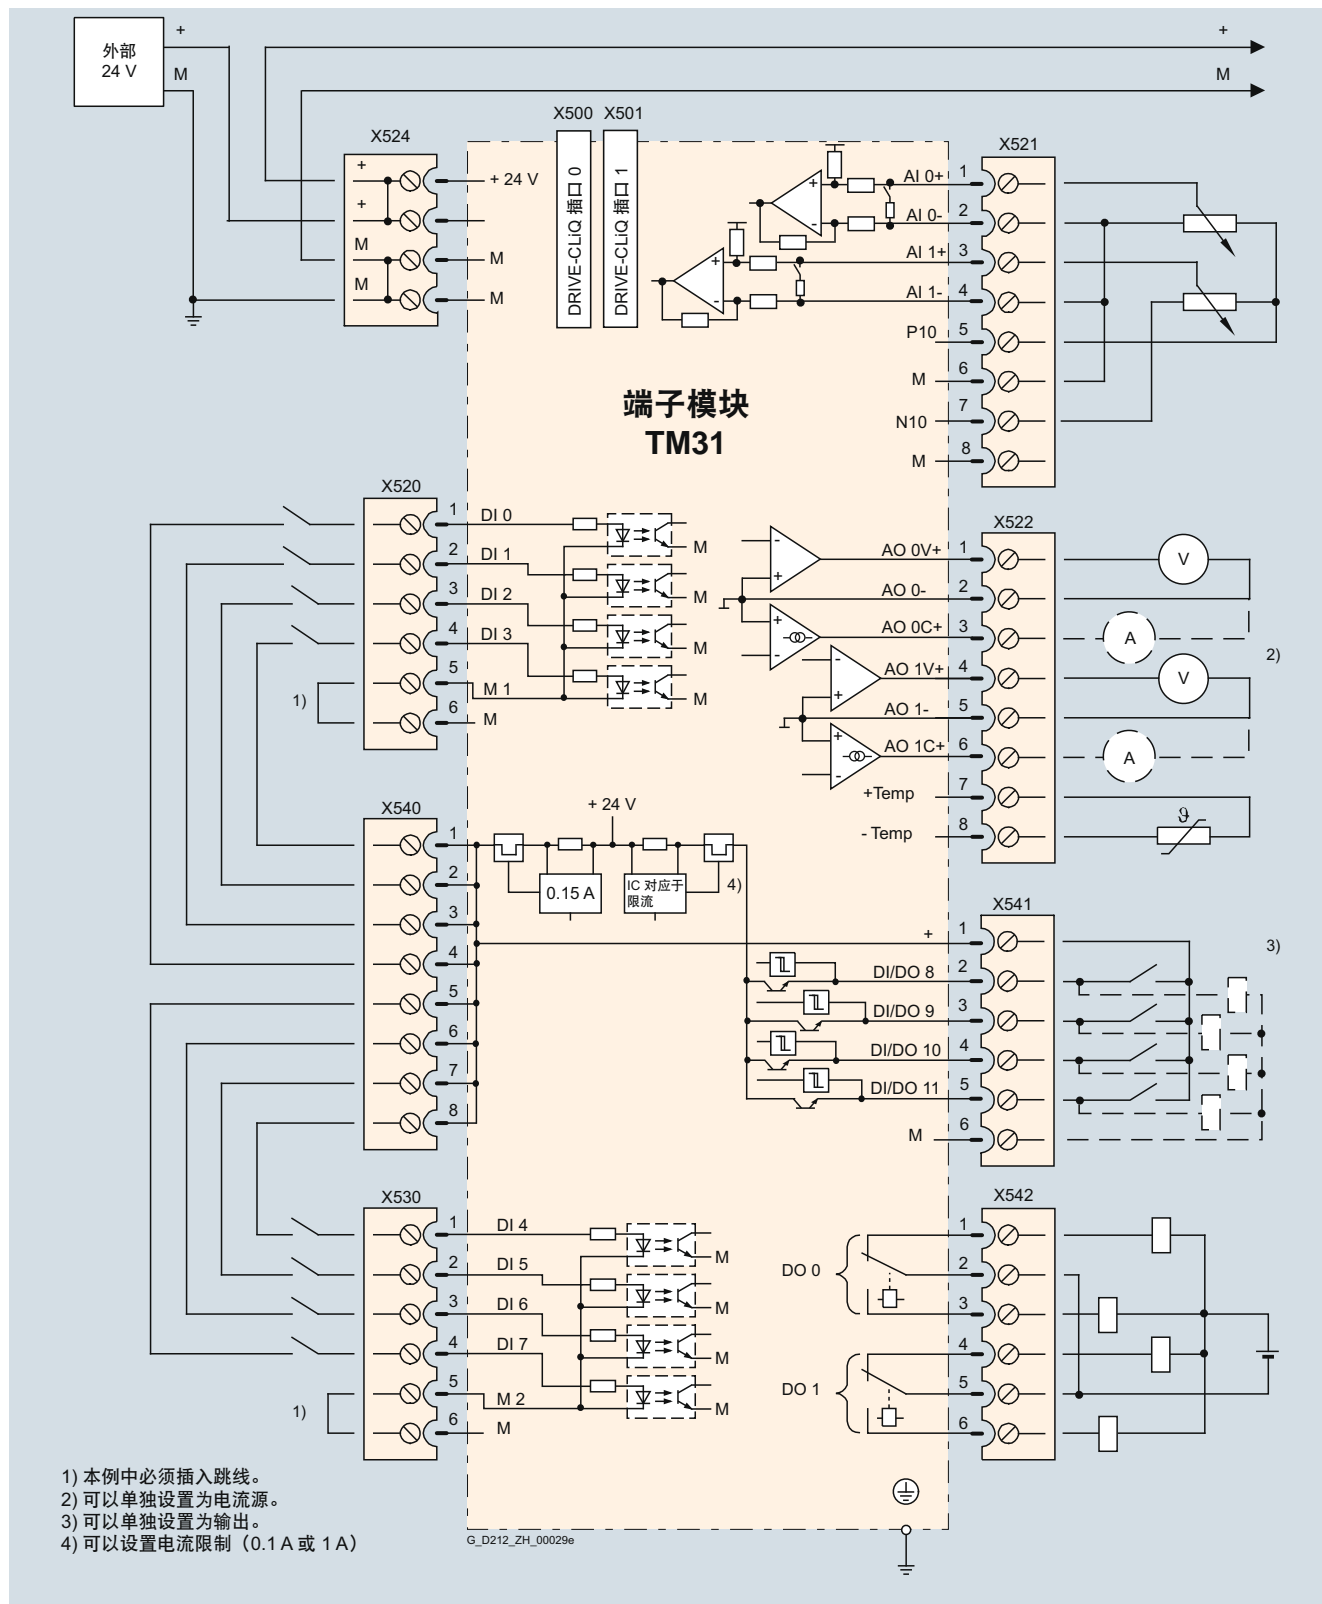 外部
24 V
+
M
+
M
X500 X501
X524
DRIVE-CLiQ 插口 0
DRIVE-CLiQ 插口 1
+
+
M
M
+ 24 V
M
M
X521
AI 0+ 1
AI 0- 2
AI 1+ 3
AI 1- 4
P10 5
M 6
N10 7
M 8
+
-
+
-
端子模块
TM31
X520
1 DI 0
2 DI 1
3 DI 2
4 DI 3
5 M 1
6 M
1)
M
M
M
M
X522
AO 0V+ 1
AO 0- 2
AO 0C+ 3
AO 1V+ 4
AO 1- 5
AO 1C+ 6
+Temp 7
- Temp 8
-
+
+
-
-
+
+
-
V
A
V
A
2)
ϑ
X540
1
2
3
4
5
6
7
8
+ 24 V
0.15 A
IC 对应于
限流
4)
X541
+ 1
DI/DO 8 2
DI/DO 9 3
DI/DO 10 4
DI/DO 11 5
M 6
3)
X530
1 DI 4
2 DI 5
3 DI 6
4 DI 7
5 M 2
6 M
1)
M
M
M
M
X542
DO 0
1
2
3
DO 1
4
5
6
1) 本例中必须插入跳线。
2) 可以单独设置为电流源。
3) 可以单独设置为输出。
4) 可以设置电流限制（0.1 A 或 1 A）
G_D212_ZH_00029e